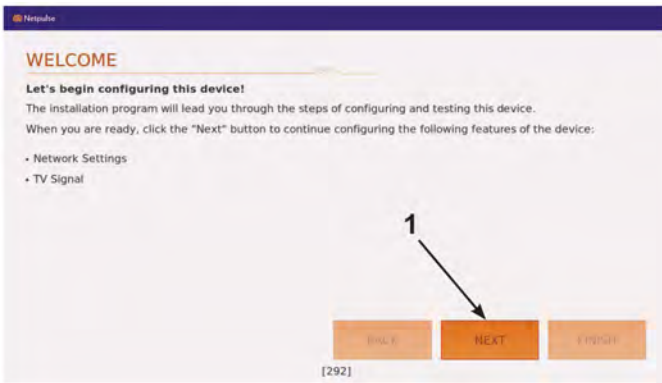 Netpulse
WELCOME
Let's begin configuring this device!
The installation program will lead you through the steps of configuring and testing this device.
When you are ready, click the "Next" button to continue configuring the following features of the device:
• Network Settings
• TV Signal
1
BACK NEXT FINISH
[292]